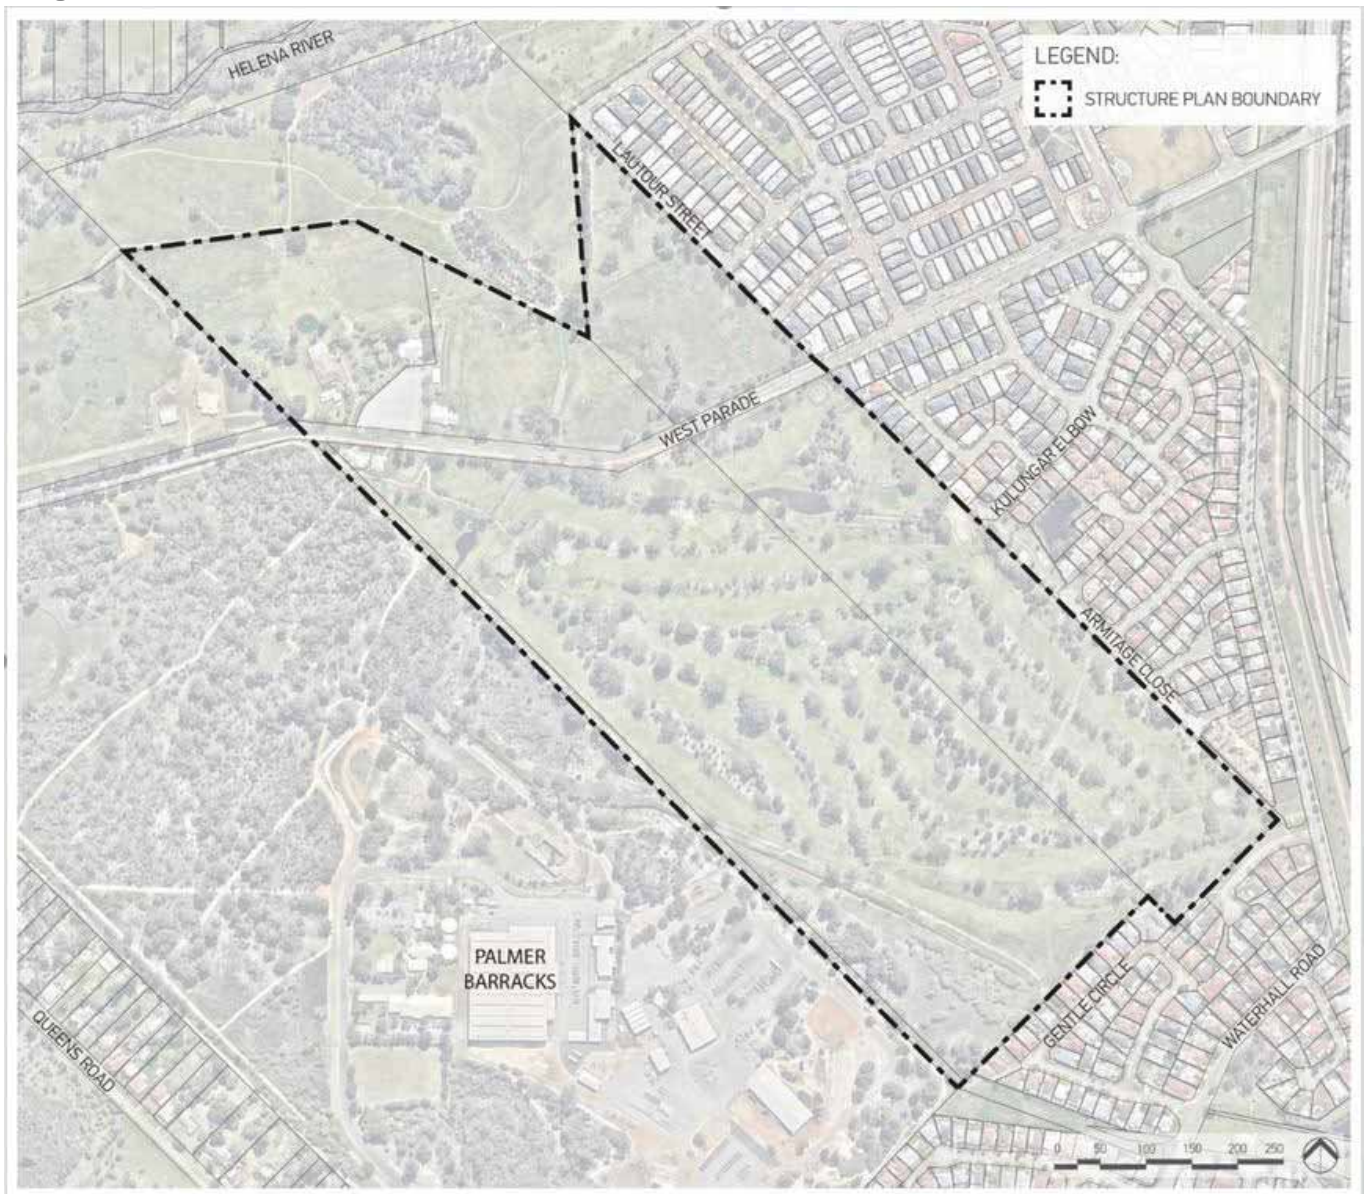 HELENA RIVER
LEGEND:
STRUCTURE PLAN BOUNDARY
LAUTOUR STREET
WEST PARADE
KULUNGAR ELBOW
ARMITAGE CLOSE
PALMER
BARRACKS
GENTLE CIRCLE
WATERHALL ROAD
QUEENS ROAD
0 50 100 150 200 250